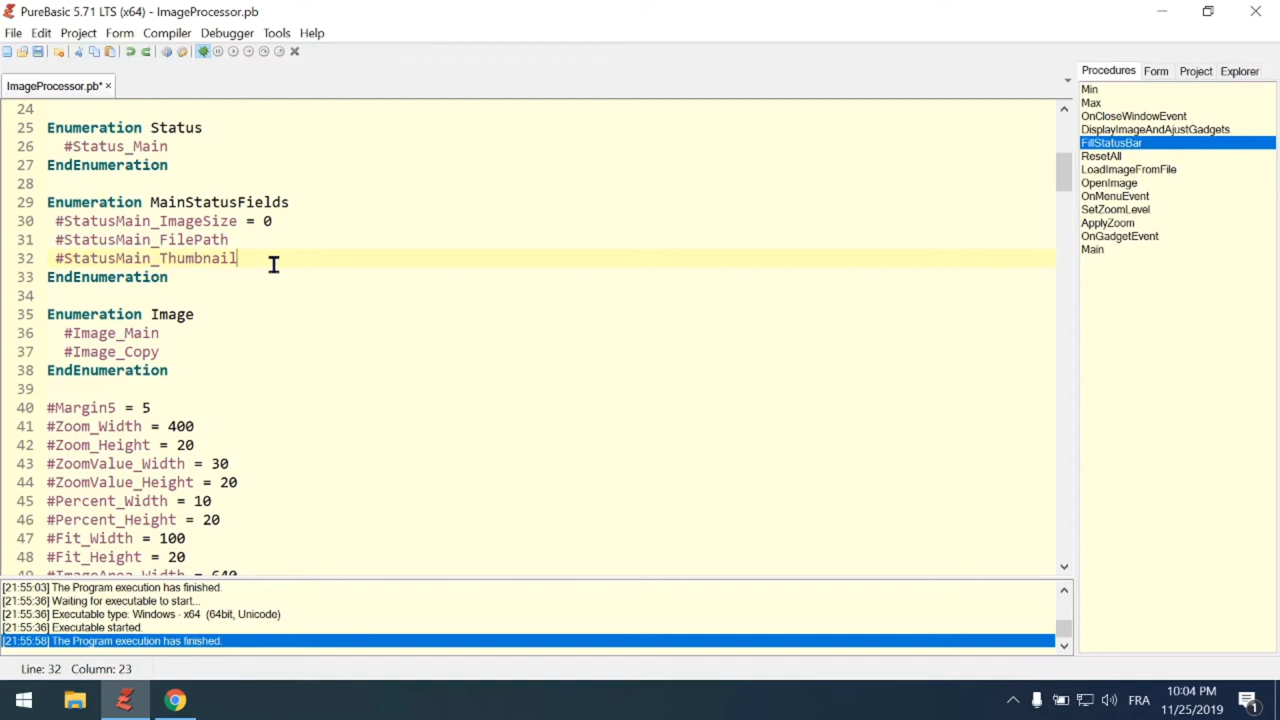 PureBasic 5.71 LTS (x64) - ImageProcessor.pb
File Edit Project Form Compiler Debugger Tools Help
ImageProcessor.pb*
24
25 Enumeration Status
26 #Status_Main
27 EndEnumeration
28
29 Enumeration MainStatusFields
30 #StatusMain_ImageSize = 0
31 #StatusMain_FilePath
32 #StatusMain_Thumbnail
33 EndEnumeration
34
35 Enumeration Image
36 #Image_Main
37 #Image_Copy
38 EndEnumeration
39
40 #Margin5 = 5
41 #Zoom_Width = 400
42 #Zoom_Height = 20
43 #ZoomValue_Width = 30
44 #ZoomValue_Height = 20
45 #Percent_Width = 10
46 #Percent_Height = 20
47 #Fit_Width = 100
48 #Fit_Height = 20
49 #ImageArea_Width = 640
Procedures Form Project Explorer
Min
Max
OnCloseWindowEvent
DisplayImageAndAjustGadgets
FillStatusBar
ResetAll
LoadImageFromFile
OpenImage
OnMenuEvent
SetZoomLevel
ApplyZoom
OnGadgetEvent
Main
[21:55:03] The Program execution has finished.
[21:55:36] Waiting for executable to start...
[21:55:36] Executable type: Windows - x64 (64bit, Unicode)
[21:55:36] Executable started.
[21:55:58] The Program execution has finished.
Line: 32 Column: 23
FRA
10:04 PM
11/25/2019
1